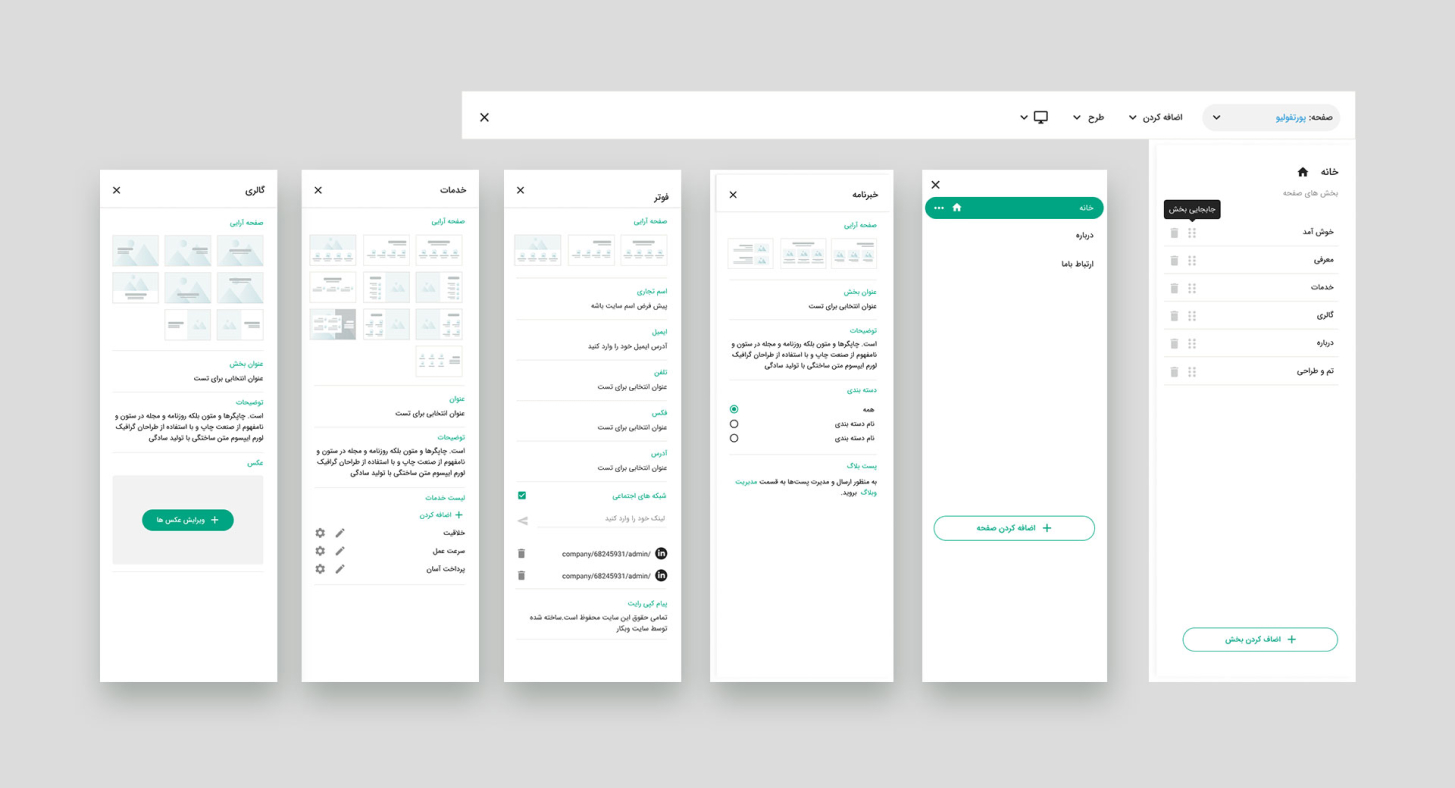 صفحه: پورتفولیو
اضافه کردن
طرح
خانه
بخش های صفحه
جابجایی بخش
خوش آمد
معرفی
خدمات
گالری
درباره
تم و طراحی
اضاف کردن بخش
خانه
درباره
ارتباط باما
اضافه کردن صفحه
خبرنامه
صفحه آرایی
عنوان بخش
عنوان انتخابی برای تست
توضیحات
است. چاپگرها و متون بلکه روزنامه و مجله در ستون و
نامفهوم از صنعت چاپ و با استفاده از طراحان گرافیک
لورم ایپسوم متن ساختگی با تولید سادگی
دسته بندی
همه
نام دسته بندی
نام دسته بندی
پست بلاگ
به منظور ارسال و مدیرت پست‌ها به قسمت مدیریت
وبلاگ بروید.
فوتر
صفحه آرایی
اسم تجاری
پیش فرض اسم سایت باشه
ایمیل
آدرس ایمیل خود را وارد کنید
تلفن
عنوان انتخابی برای تست
فکس
عنوان انتخابی برای تست
آدرس
عنوان انتخابی برای تست
شبکه های اجتماعی
لینک خود را وارد کنید
company/68245931/admin/
company/68245931/admin/
پیام کپی رایت
تمامی حقوق این سایت محفوظ است.ساخته شده
توسط سایت وبکار
خدمات
صفحه آرایی
عنوان
عنوان انتخابی برای تست
توضیحات
است. چاپگرها و متون بلکه روزنامه و مجله در ستون و
نامفهوم از صنعت چاپ و با استفاده از طراحان گرافیک
لورم ایپسوم متن ساختگی با تولید سادگی
لیست خدمات
اضافه کردن
خلاقیت
سرعت عمل
پرداخت آسان
گالری
صفحه آرایی
عنوان بخش
عنوان انتخابی برای تست
توضیحات
است. چاپگرها و متون بلکه روزنامه و مجله در ستون و
نامفهوم از صنعت چاپ و با استفاده از طراحان گرافیک
لورم ایپسوم متن ساختگی با تولید سادگی
عکس
ویرایش عکس ها